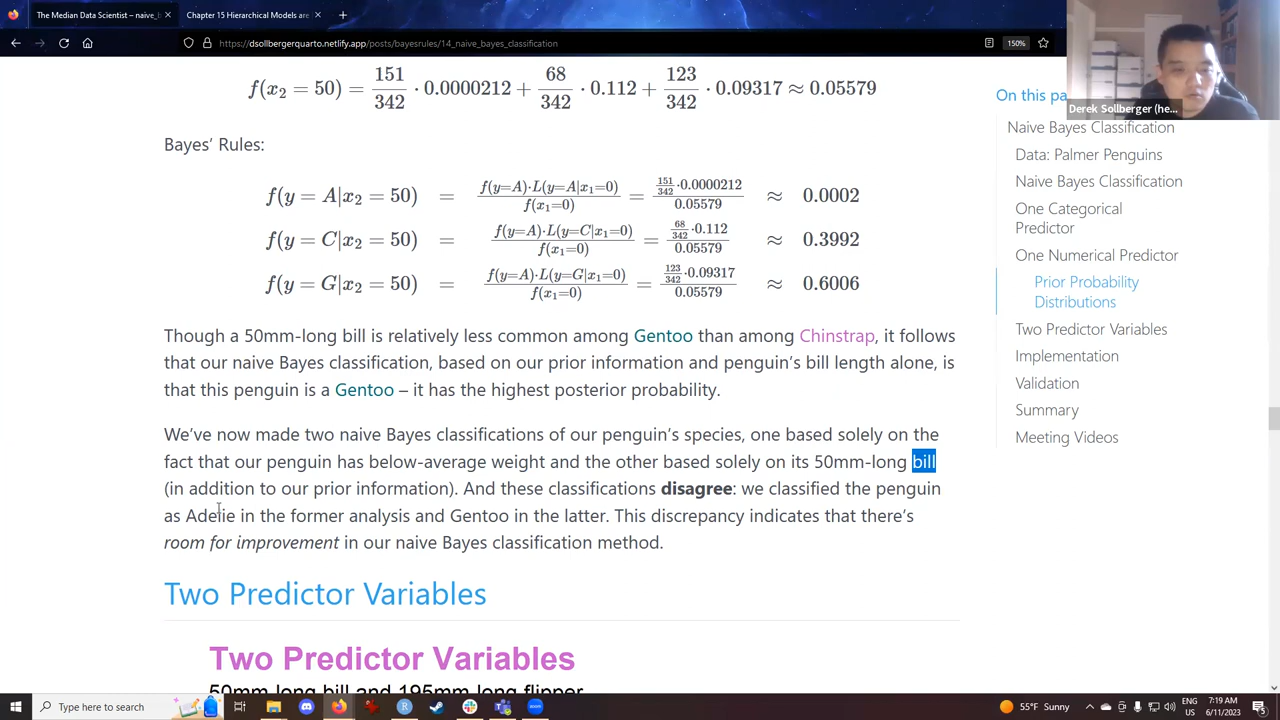 The Median Data Scientist – naive_b
Chapter 15 Hierarchical Models are
https://dsollbergerquarto.netlify.app/posts/bayesrules/14_naive_bayes_classification
150%
Derek Sollberger (he...
f(x₂ = 50) = 151/342 · 0.0000212 + 68/342 · 0.112 + 123/342 · 0.09317 ≈ 0.05579
Bayes' Rules:
f(y = A|x₂ = 50) = f(y=A)·L(y=A|x₁=0)/f(x₁=0) = 151/342·0.0000212/0.05579 ≈ 0.0002
f(y = C|x₂ = 50) = f(y=A)·L(y=C|x₁=0)/f(x₁=0) = 68/342·0.112/0.05579 ≈ 0.3992
f(y = G|x₂ = 50) = f(y=A)·L(y=G|x₁=0)/f(x₁=0) = 123/342·0.09317/0.05579 ≈ 0.6006
Though a 50mm-long bill is relatively less common among Gentoo than among Chinstrap, it follows
that our naive Bayes classification, based on our prior information and penguin's bill length alone, is
that this penguin is a Gentoo – it has the highest posterior probability.
We've now made two naive Bayes classifications of our penguin's species, one based solely on the
fact that our penguin has below-average weight and the other based solely on its 50mm-long bill
(in addition to our prior information). And these classifications disagree: we classified the penguin
as Adelie in the former analysis and Gentoo in the latter. This discrepancy indicates that there's
room for improvement in our naive Bayes classification method.
Two Predictor Variables
Two Predictor Variables
50mm long bill and 195mm-long flipper
On this pa
Naive Bayes Classification
Data: Palmer Penguins
Naive Bayes Classification
One Categorical
Predictor
One Numerical Predictor
Prior Probability
Distributions
Two Predictor Variables
Implementation
Validation
Summary
Meeting Videos
Type here to search
55°F Sunny
ENG
US
7:19 AM
6/11/2023